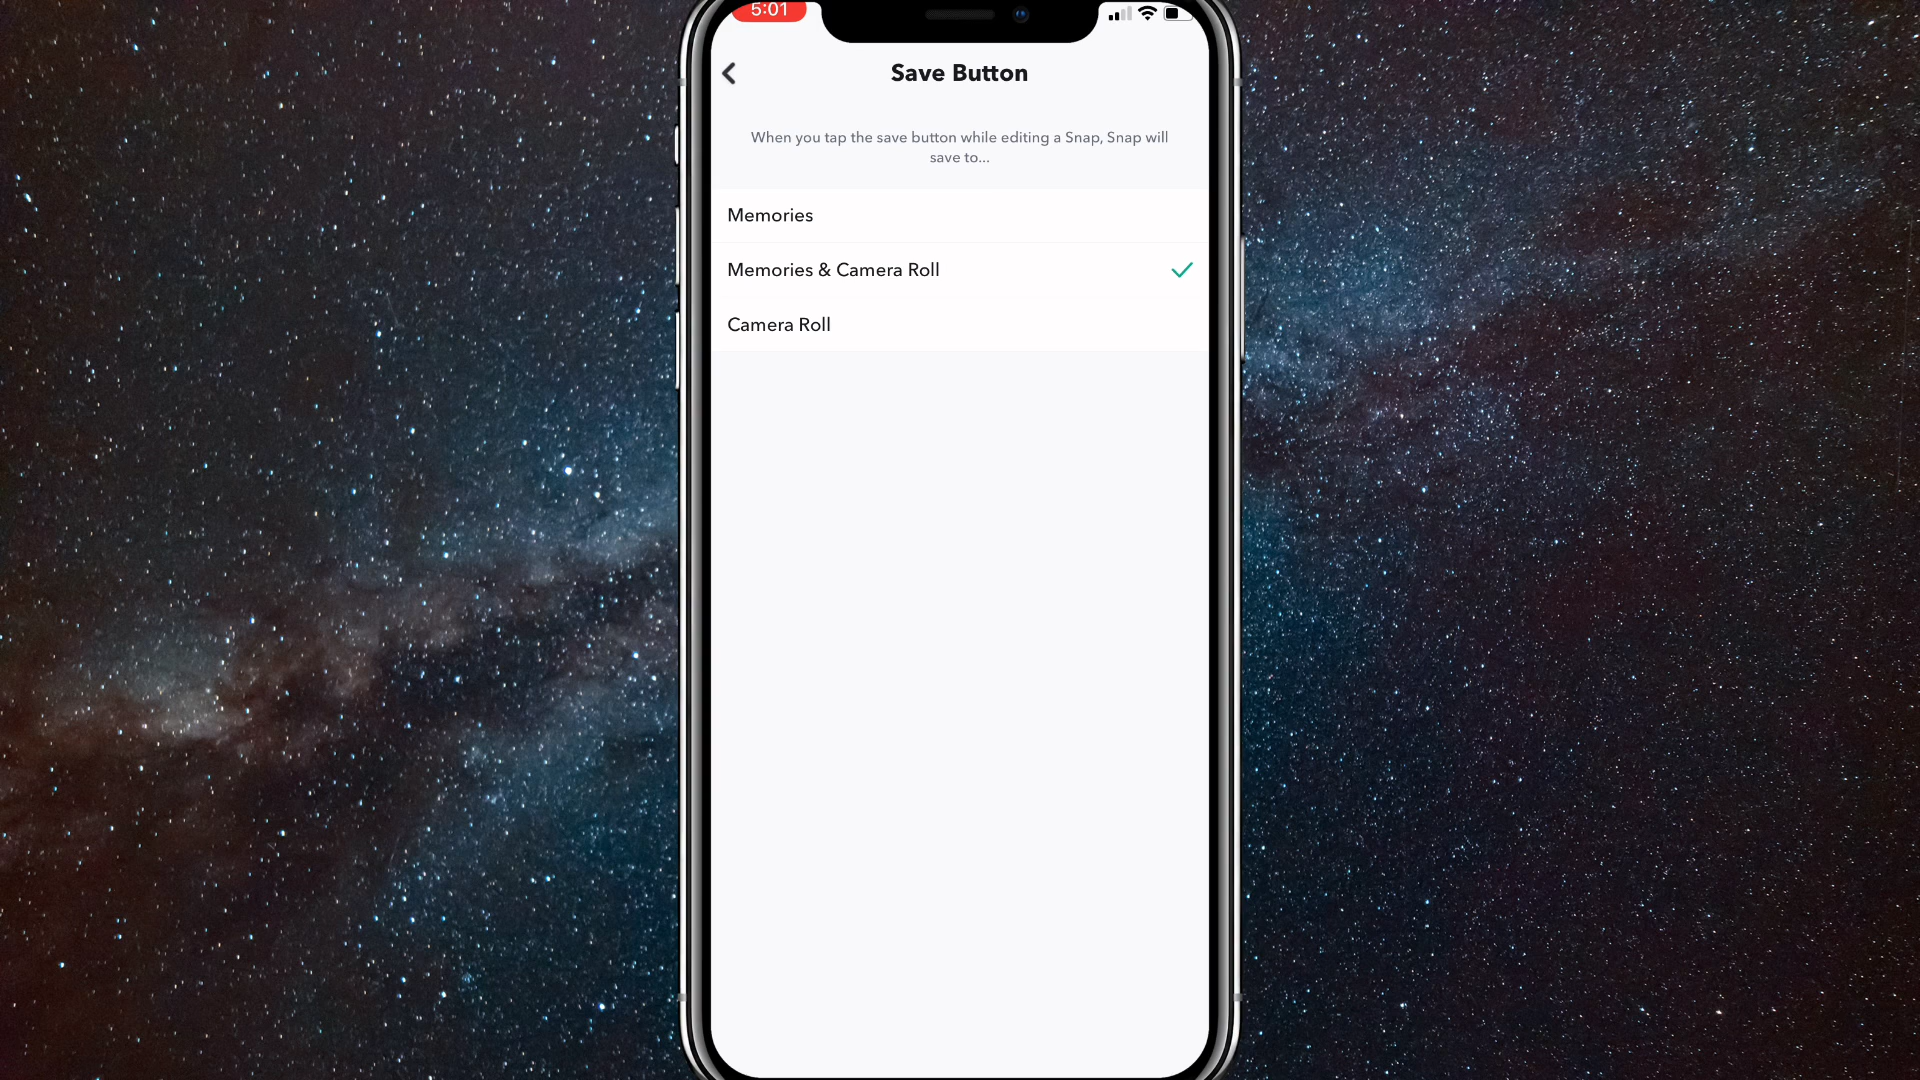 5:01
Save Button
When you tap the save button while editing a Snap, Snap will
save to...
Memories
Memories & Camera Roll
Camera Roll